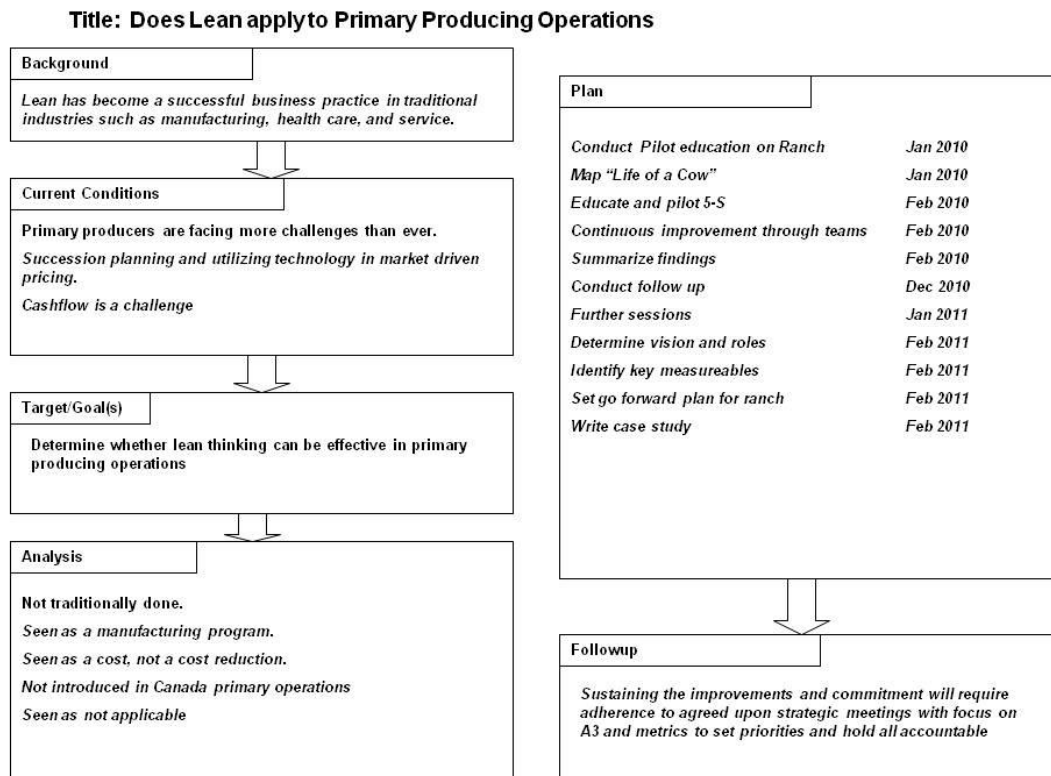 Title: Does Lean apply to Primary Producing Operations
Background
Lean has become a successful business practice in traditional
industries such as manufacturing, health care, and service.
Current Conditions
Primary producers are facing more challenges than ever.
Succession planning and utilizing technology in market driven
pricing.
Cashflow is a challenge
Target/Goal(s)
Determine whether lean thinking can be effective in primary
producing operations
Analysis
Not traditionally done.
Seen as a manufacturing program.
Seen as a cost, not a cost reduction.
Not introduced in Canada primary operations
Seen as not applicable
Plan
Conduct Pilot education on Ranch Jan 2010
Map “Life of a Cow” Jan 2010
Educate and pilot 5-S Feb 2010
Continuous improvement through teams Feb 2010
Summarize findings Feb 2010
Conduct follow up Dec 2010
Further sessions Jan 2011
Determine vision and roles Feb 2011
Identify key measureables Feb 2011
Set go forward plan for ranch Feb 2011
Write case study Feb 2011
Followup
Sustaining the improvements and commitment will require
adherence to agreed upon strategic meetings with focus on
A3 and metrics to set priorities and hold all accountable